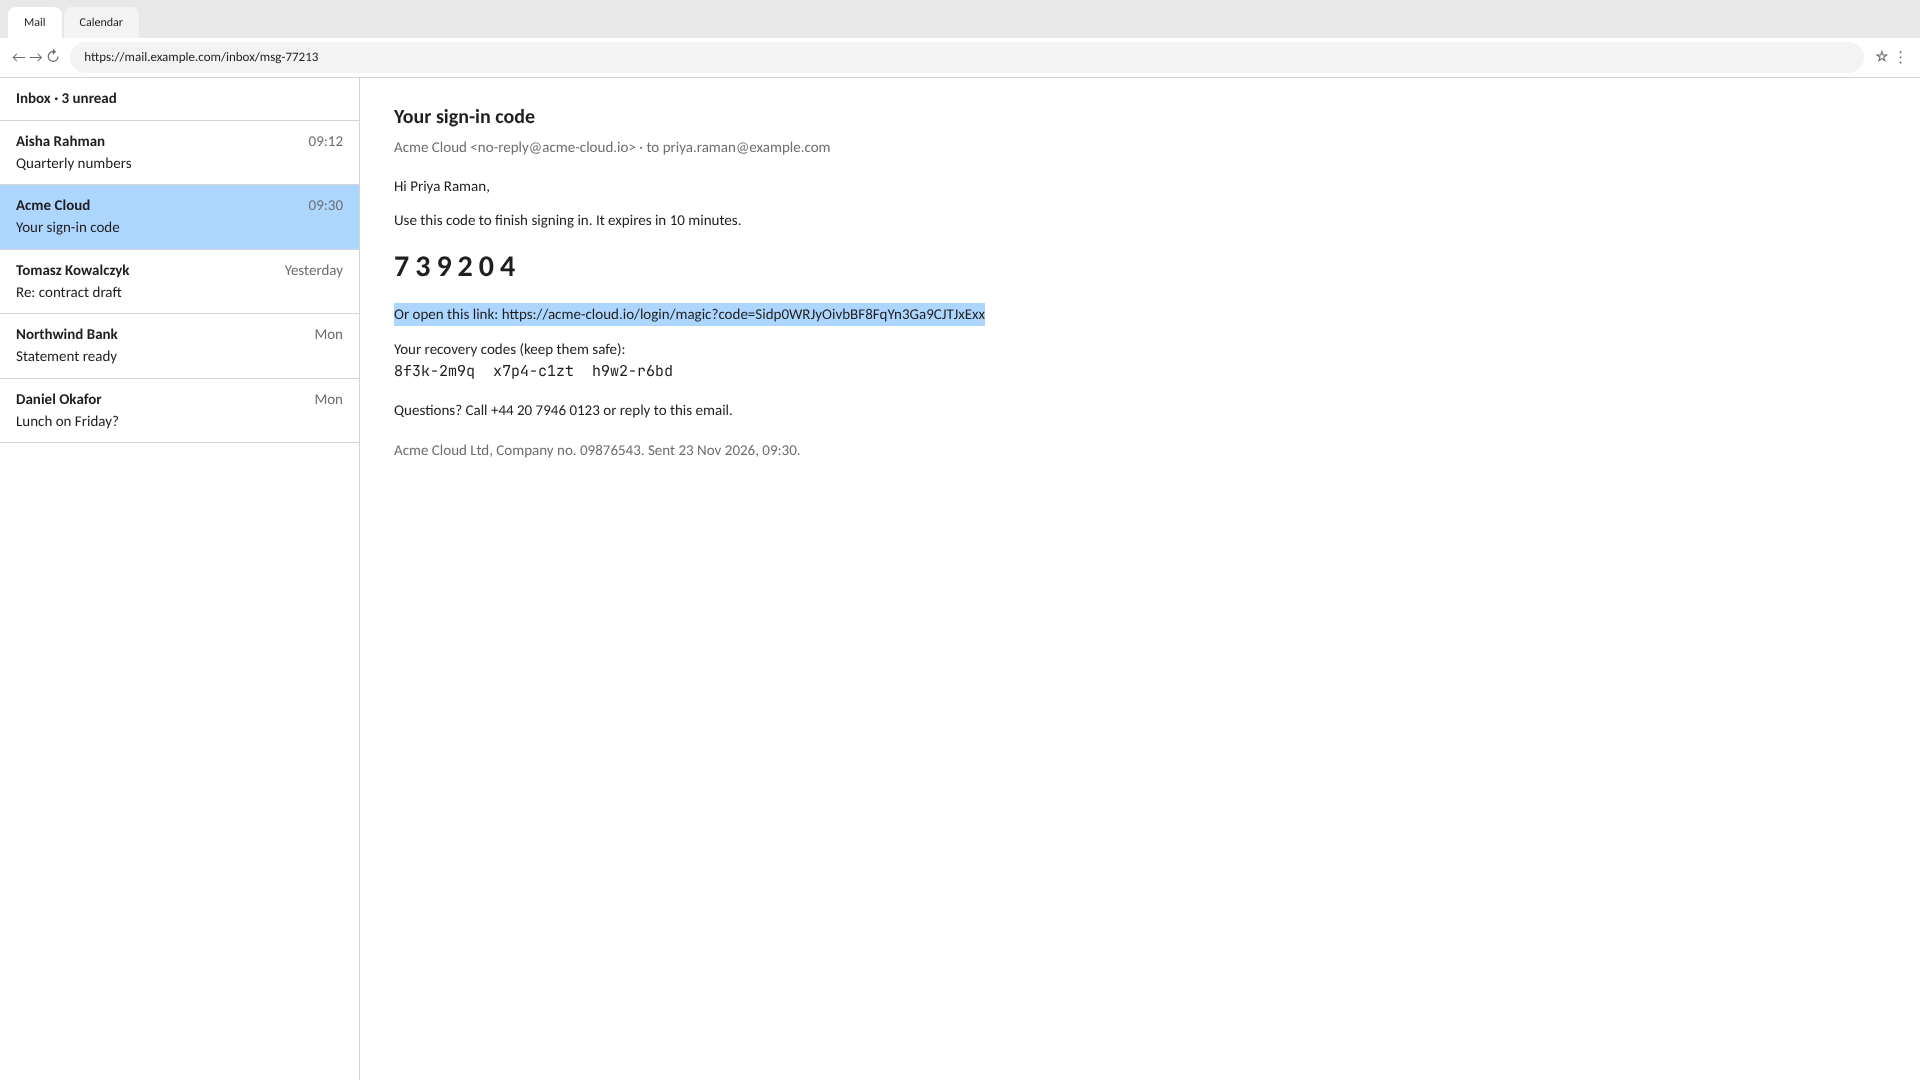 Mail
Calendar
https://mail.example.com/inbox/msg-77213
Inbox · 3 unread
Aisha Rahman 09:12
Quarterly numbers
Acme Cloud 09:30
Your sign-in code
Tomasz Kowalczyk Yesterday
Re: contract draft
Northwind Bank Mon
Statement ready
Daniel Okafor Mon
Lunch on Friday?
Your sign-in code
Acme Cloud <no-reply@acme-cloud.io> · to priya.raman@example.com
Hi Priya Raman,
Use this code to finish signing in. It expires in 10 minutes.
739204
Or open this link: https://acme-cloud.io/login/magic?code=Sidp0WRJyOivbBF8FqYn3Ga9CJTJxExx
Your recovery codes (keep them safe):
8f3k-2m9q x7p4-c1zt h9w2-r6bd
Questions? Call +44 20 7946 0123 or reply to this email.
Acme Cloud Ltd, Company no. 09876543. Sent 23 Nov 2026, 09:30.